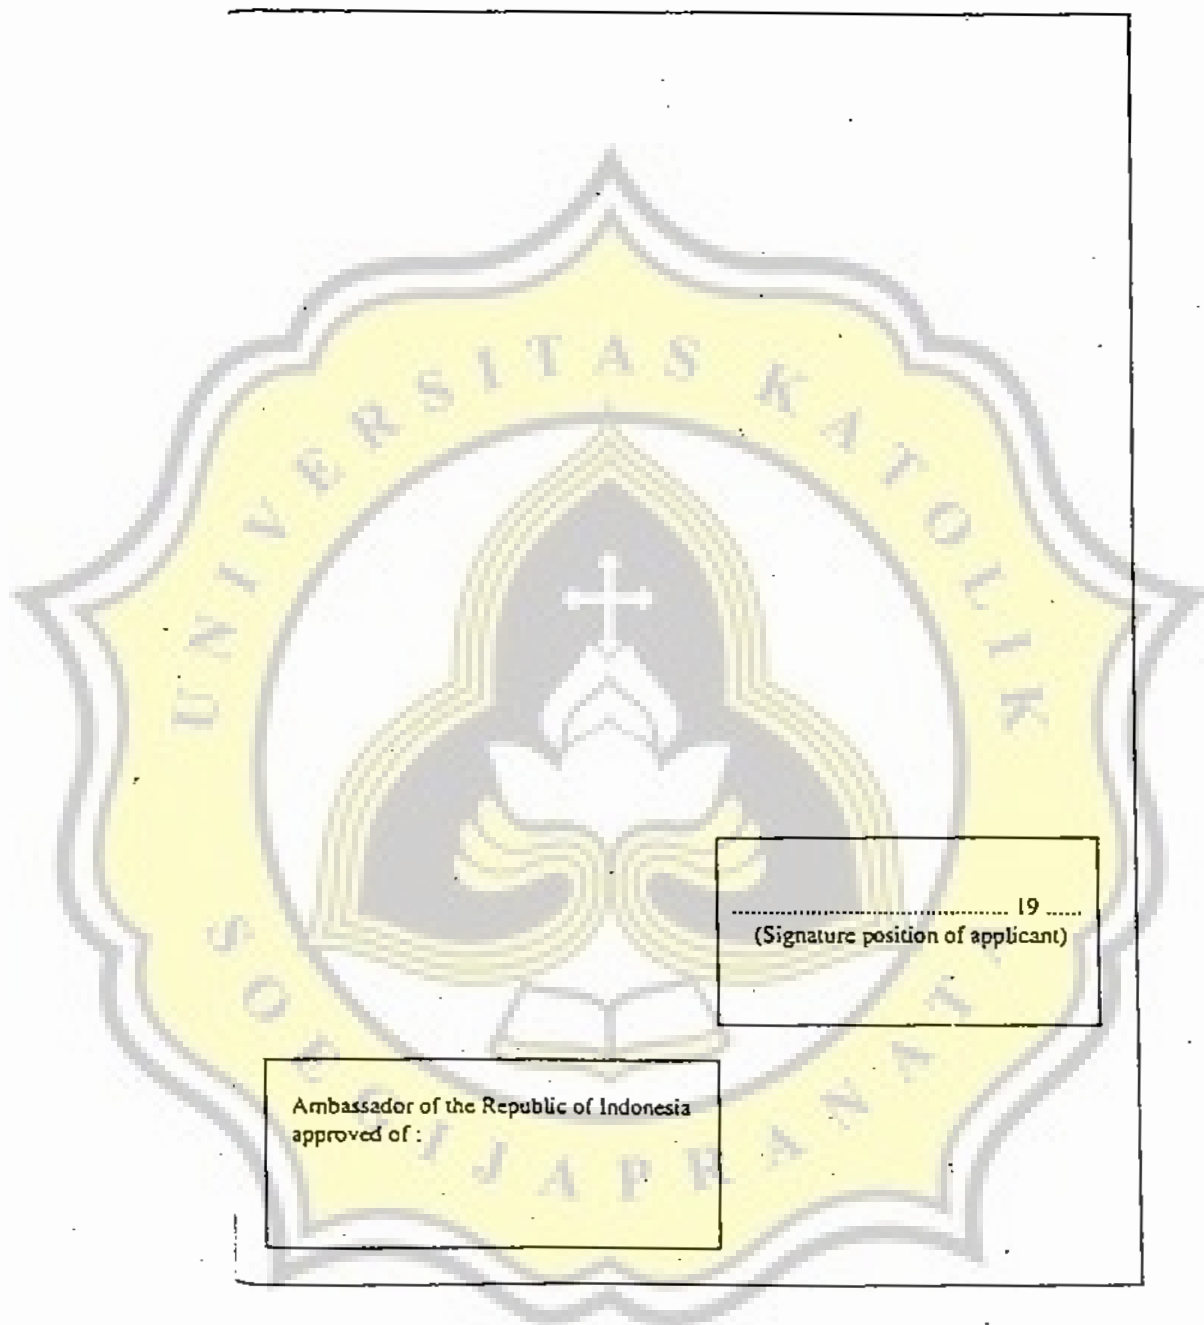 UNIVERSITAS KATOLIK
SOEGIJAPRANATA
........................................ 19 ......
(Signature position of applicant)
Ambassador of the Republic of Indonesia
approved of :